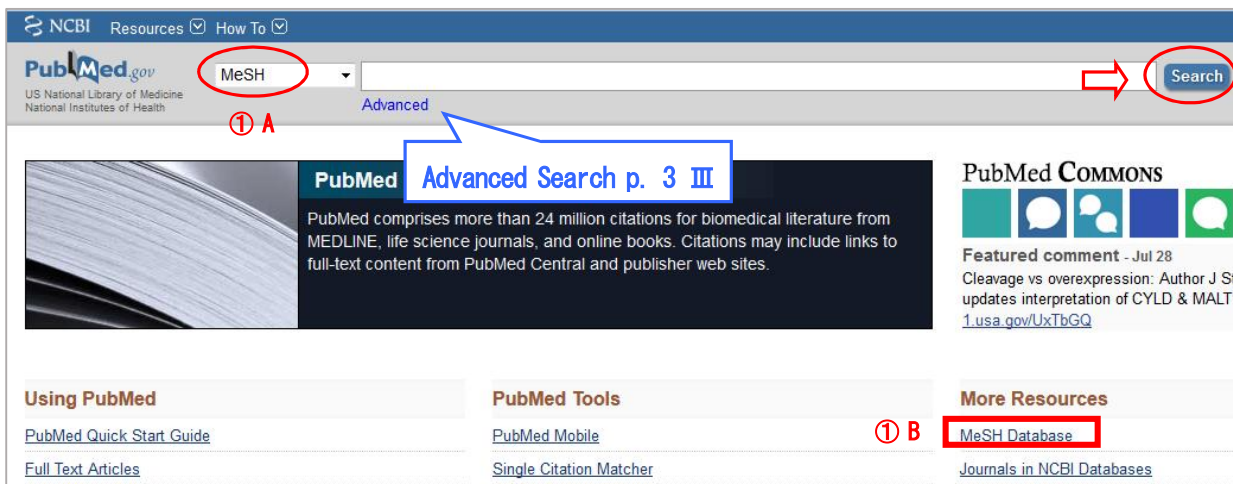 NCBI Resources How To
PubMed.gov
US National Library of Medicine
National Institutes of Health
MeSH
Search
Advanced
① A
Advanced Search p. 3 Ⅲ
PubMed
PubMed comprises more than 24 million citations for biomedical literature from
MEDLINE, life science journals, and online books. Citations may include links to
full-text content from PubMed Central and publisher web sites.
PubMed COMMONS
Featured comment - Jul 28
Cleavage vs overexpression: Author J S
updates interpretation of CYLD & MALT
1.usa.gov/UxTbGQ
Using PubMed
PubMed Quick Start Guide
Full Text Articles
PubMed Tools
PubMed Mobile
Single Citation Matcher
More Resources
① B
MeSH Database
Journals in NCBI Databases